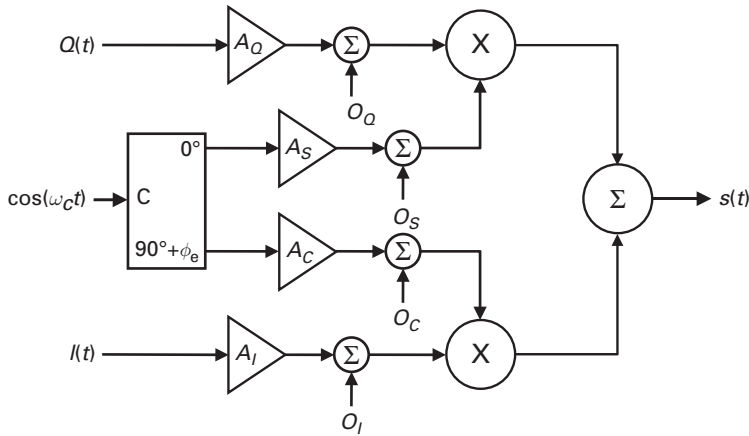 Q(t)
A_Q
Σ
X
O_Q
0°
A_S
Σ
cos(ω_C t)
C
O_S
Σ
s(t)
90°+ϕ_e
A_C
Σ
O_C
I(t)
A_I
Σ
X
O_I